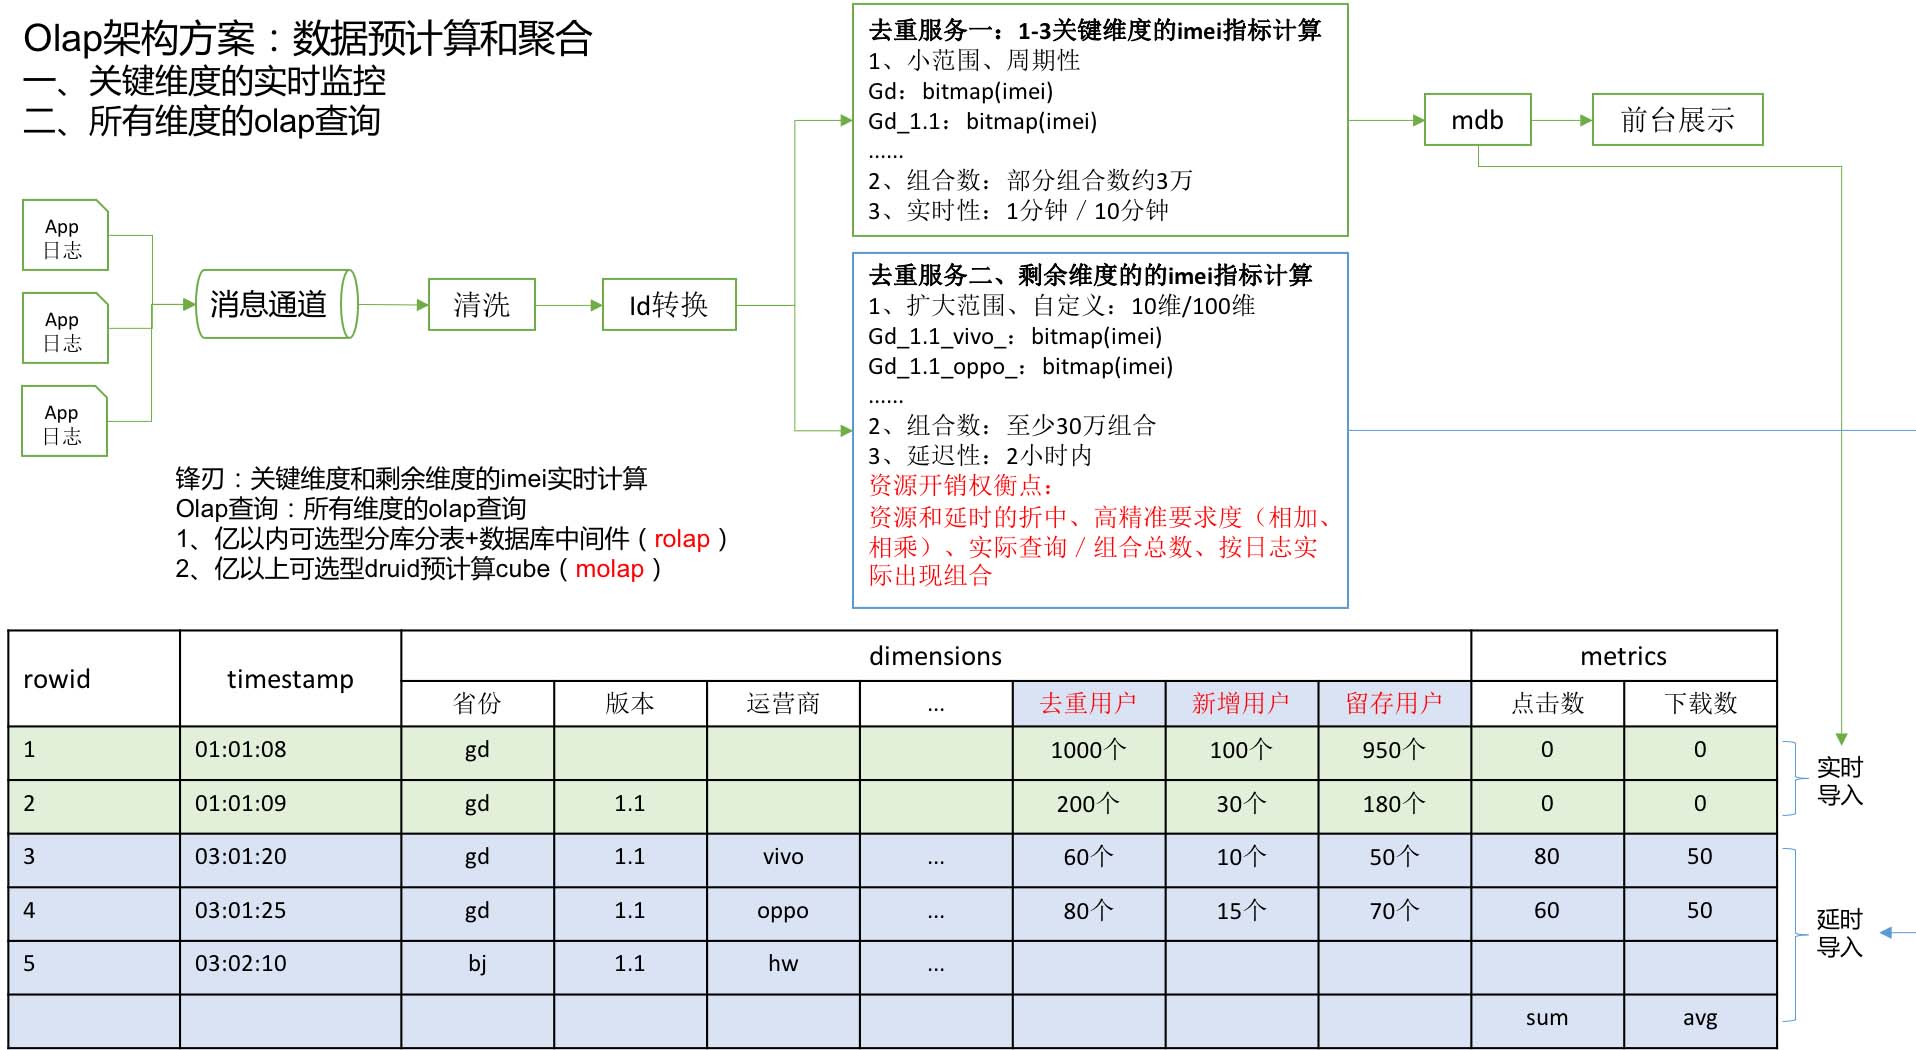 Olap架构方案：数据预计算和聚合
一、关键维度的实时监控
二、所有维度的olap查询
App
日志
App
日志
App
日志
消息通道
清洗
Id转换
去重服务一：1-3关键维度的imei指标计算
1、小范围、周期性
Gd：bitmap(imei)
Gd_1.1：bitmap(imei)
......
2、组合数：部分组合数约3万
3、实时性：1分钟／10分钟
mdb
前台展示
去重服务二、剩余维度的的imei指标计算
1、扩大范围、自定义：10维/100维
Gd_1.1_vivo_：bitmap(imei)
Gd_1.1_oppo_：bitmap(imei)
......
2、组合数：至少30万组合
3、延迟性：2小时内
资源开销权衡点：
资源和延时的折中、高精准要求度（相加、
相乘）、实际查询／组合总数、按日志实
际出现组合
锋刃：关键维度和剩余维度的imei实时计算
Olap查询：所有维度的olap查询
1、亿以内可选型分库分表+数据库中间件（rolap）
2、亿以上可选型druid预计算cube（molap）
rowid timestamp dimensions metrics
省份 版本 运营商 ... 去重用户 新增用户 留存用户 点击数 下载数
1 01:01:08 gd 1000个 100个 950个 0 0
2 01:01:09 gd 1.1 200个 30个 180个 0 0
3 03:01:20 gd 1.1 vivo ... 60个 10个 50个 80 50
4 03:01:25 gd 1.1 oppo ... 80个 15个 70个 60 50
5 03:02:10 bj 1.1 hw ...
sum avg
实时
导入
延时
导入